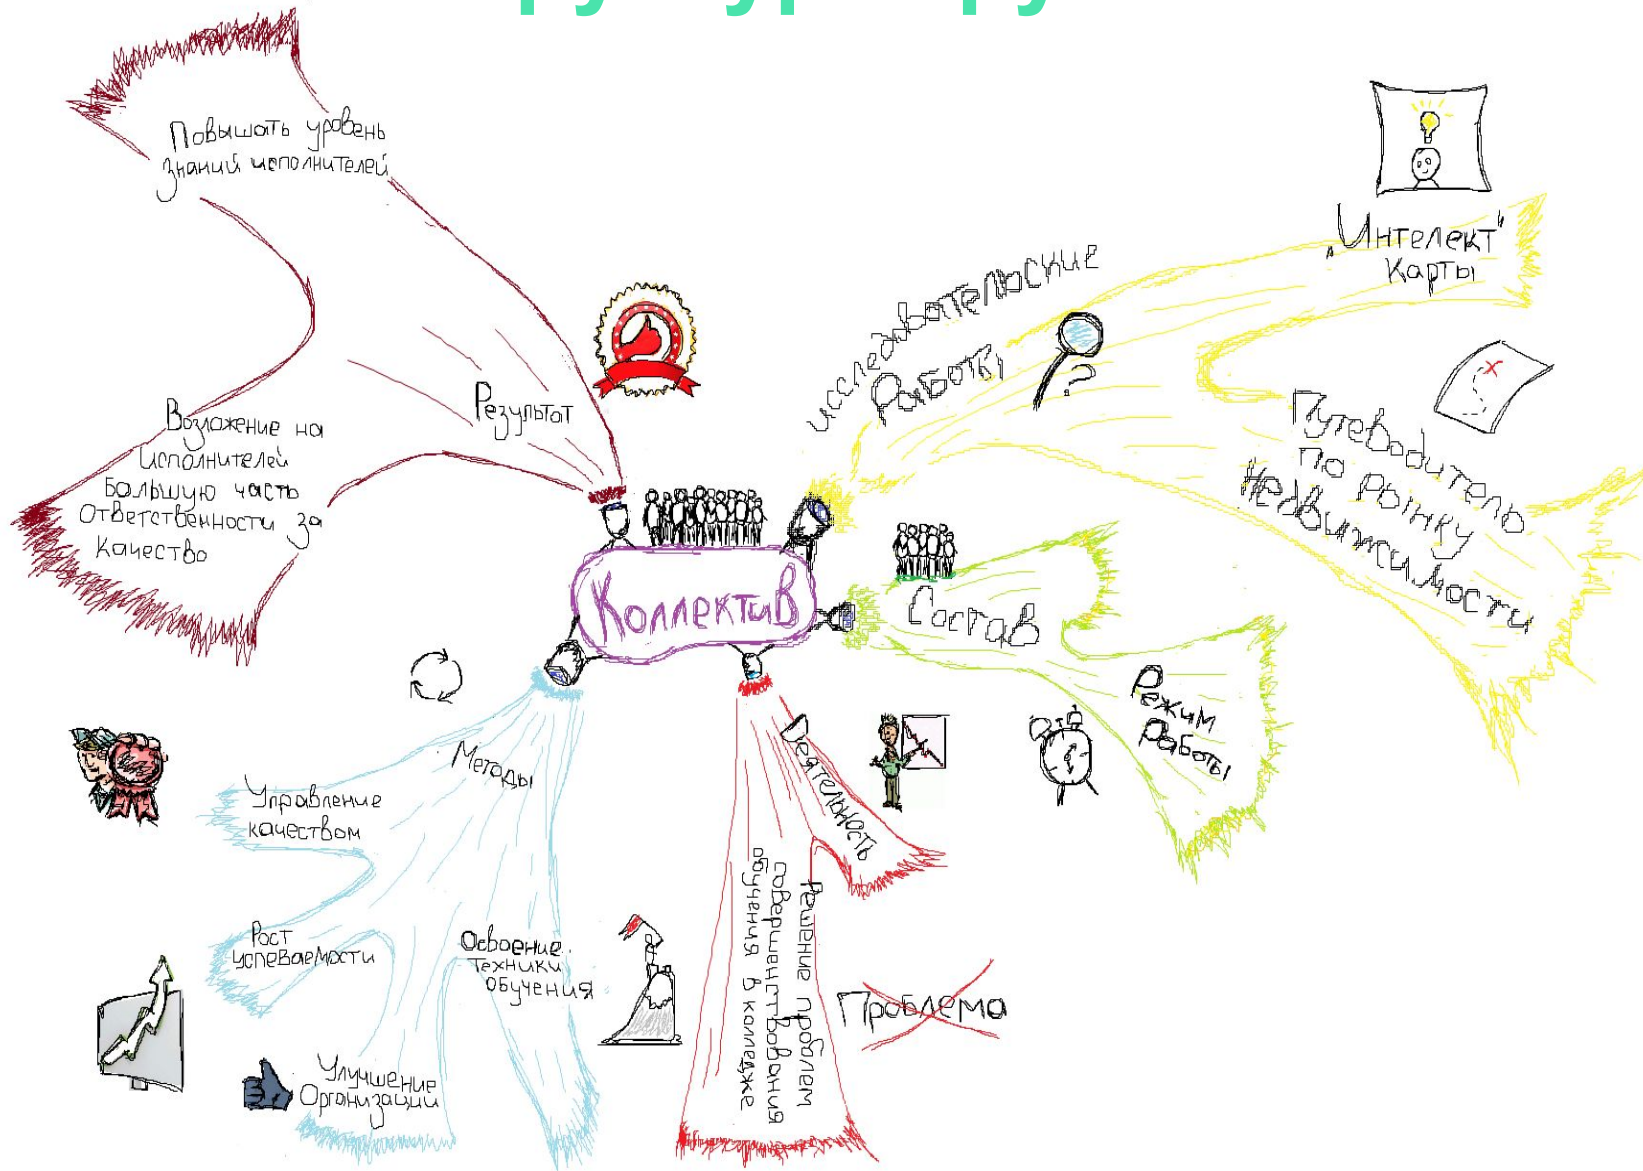 Повышать уровень
знаний исполнителей
Возложение на
исполнителей
большую часть
ответственности за
качество
Результат
исследивателюские
работы
?
„Интелект"
карты
Путеводитель
по рынку
недвижимости
Коллектив
Состав
Режим
работы
Методы
Управление
качеством
Рост
успеваемости
Освоение
техники
обучения
Улучшение
Организации
Деятельность
Решение проблем
совершенствования
обучения в колледже
Проблема